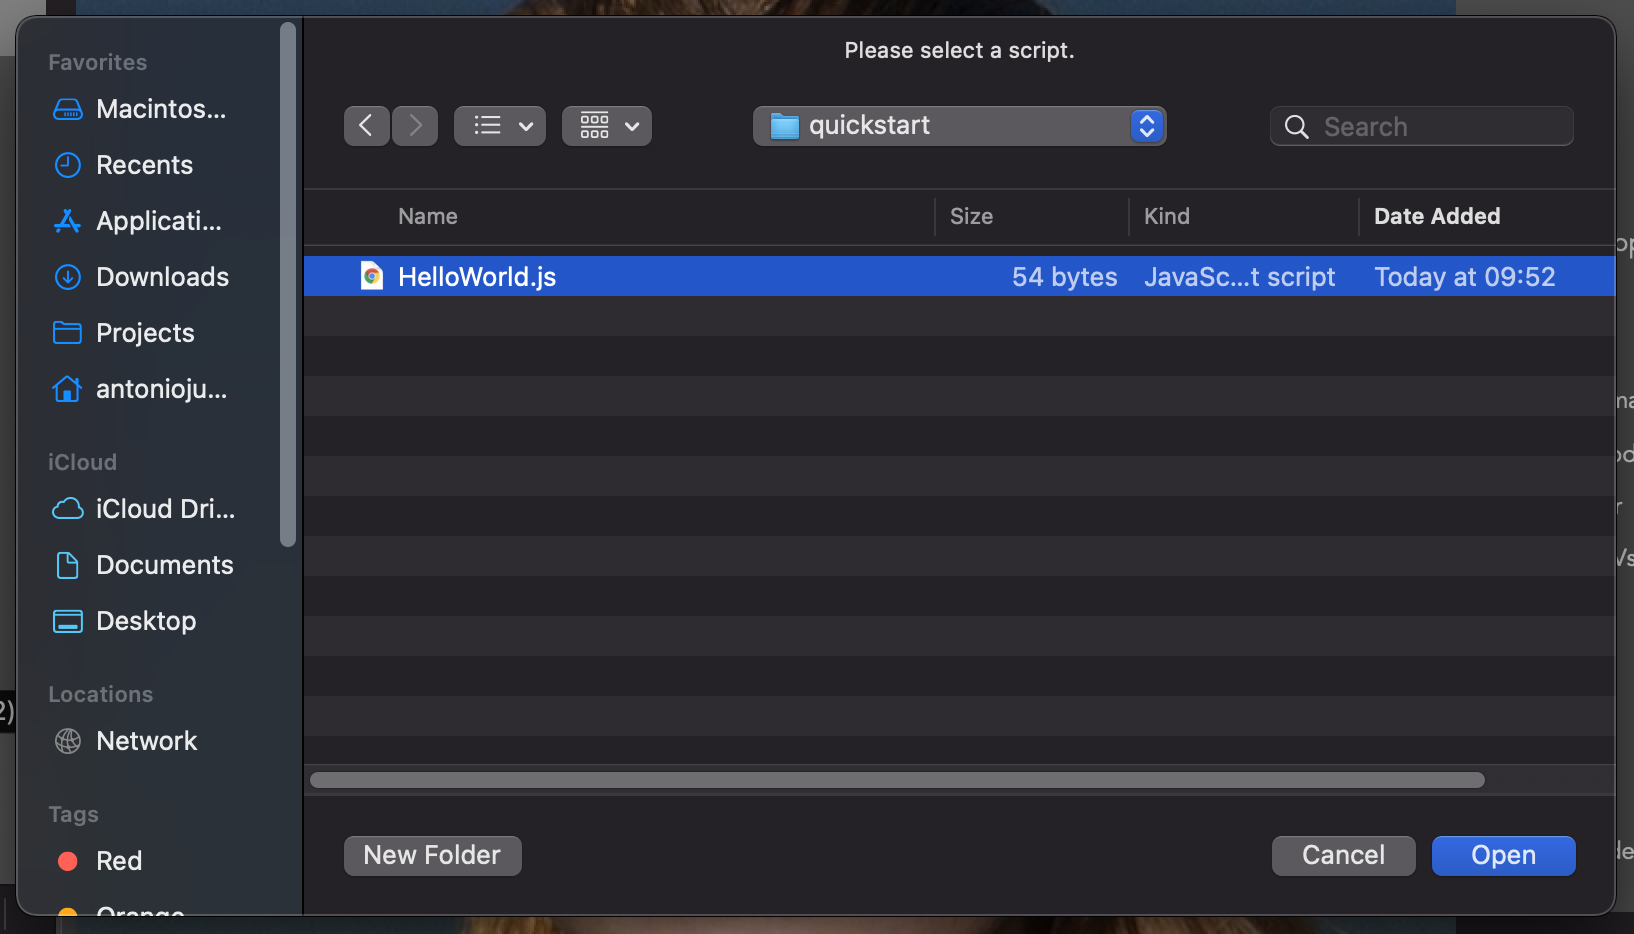 Please select a script.
Favorites
Macintos...
Recents
Applicati...
Downloads
Projects
antonioju...
iCloud
iCloud Dri...
Documents
Desktop
Locations
Network
Tags
Red
Orange
quickstart
Search
Name Size Kind Date Added
HelloWorld.js 54 bytes JavaSc...t script Today at 09:52
New Folder Cancel Open
2)